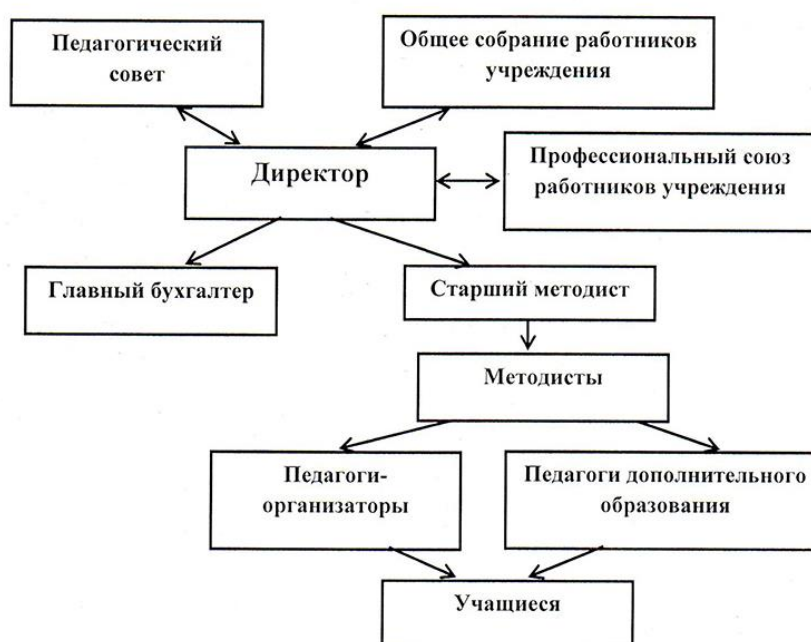 Педагогический
совет
Общее собрание работников
учреждения
Директор
Профессиональный союз
работников учреждения
Главный бухгалтер
Старший методист
Методисты
Педагоги-
организаторы
Педагоги дополнительного
образования
Учащиеся